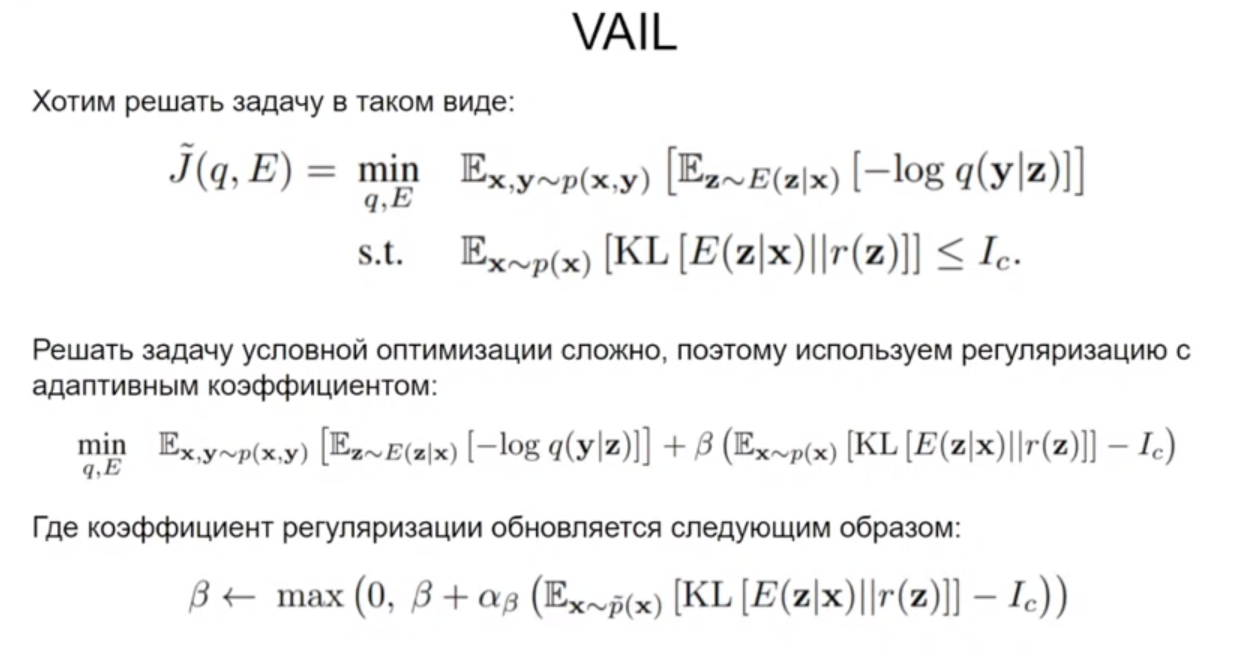 VAIL
Хотим решать задачу в таком виде:
$\tilde{J}(q, E) = \min_{q,E} \quad \mathbb{E}_{\mathbf{x},\mathbf{y}\sim p(\mathbf{x},\mathbf{y})} \left[ \mathbb{E}_{\mathbf{z}\sim E(\mathbf{z}|\mathbf{x})} \left[ -\log q(\mathbf{y}|\mathbf{z}) \right] \right]$
$\text{s.t.} \quad \mathbb{E}_{\mathbf{x}\sim p(\mathbf{x})} \left[ \mathrm{KL} \left[ E(\mathbf{z}|\mathbf{x}) || r(\mathbf{z}) \right] \right] \leq I_c.$
Решать задачу условной оптимизации сложно, поэтому используем регуляризацию с
адаптивным коэффициентом:
$\min_{q,E} \quad \mathbb{E}_{\mathbf{x},\mathbf{y}\sim p(\mathbf{x},\mathbf{y})} \left[ \mathbb{E}_{\mathbf{z}\sim E(\mathbf{z}|\mathbf{x})} \left[ -\log q(\mathbf{y}|\mathbf{z}) \right] \right] + \beta \left( \mathbb{E}_{\mathbf{x}\sim p(\mathbf{x})} \left[ \mathrm{KL} \left[ E(\mathbf{z}|\mathbf{x}) || r(\mathbf{z}) \right] \right] - I_c \right)$
Где коэффициент регуляризации обновляется следующим образом:
$\beta \leftarrow \max \left( 0, \ \beta + \alpha_\beta \left( \mathbb{E}_{\mathbf{x}\sim \tilde{p}(\mathbf{x})} \left[ \mathrm{KL} \left[ E(\mathbf{z}|\mathbf{x}) || r(\mathbf{z}) \right] \right] - I_c \right) \right)$